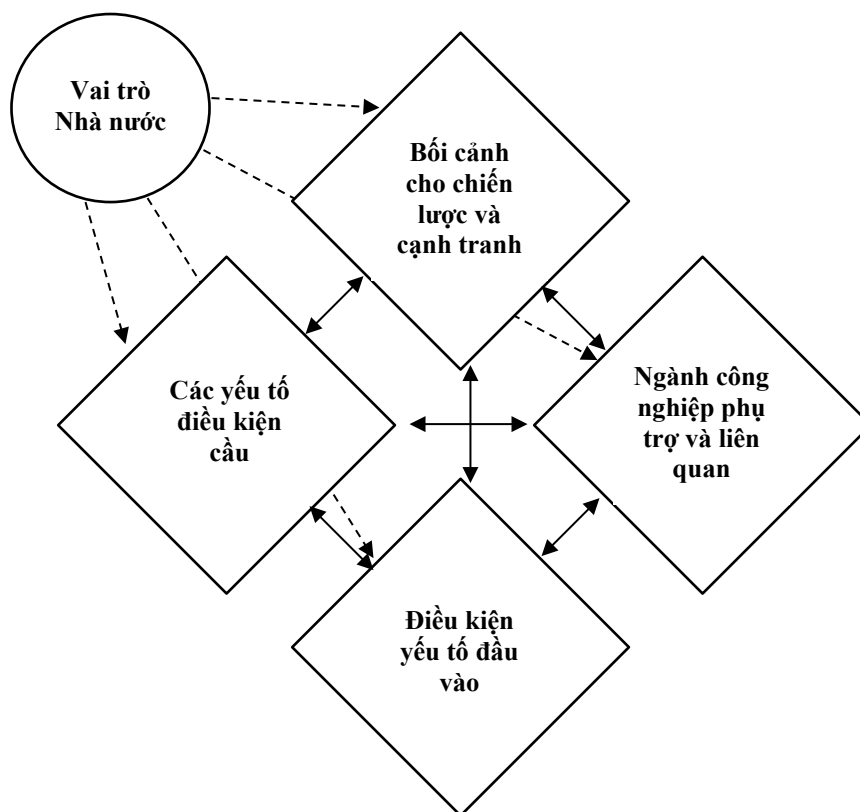 Vai trò
Nhà nước
Bối cảnh
cho chiến
lược và
cạnh tranh
Các yếu tố
điều kiện
cầu
Ngành công
nghiệp phụ
trợ và liên
quan
Điều kiện
yếu tố đầu
vào